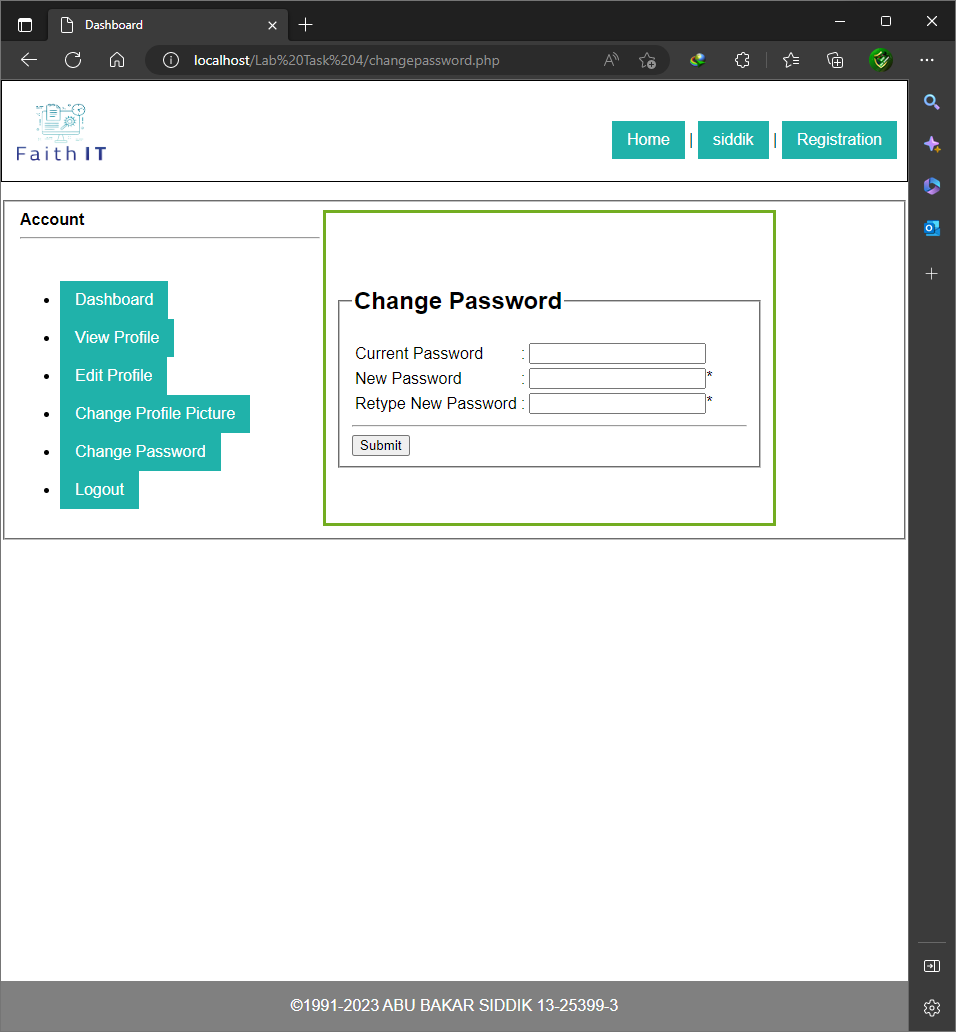 Dashboard
localhost/Lab%20Task%204/changepassword.php
Faith IT
Home | siddik | Registration
Account
Dashboard
View Profile
Edit Profile
Change Profile Picture
Change Password
Logout
Change Password
Current Password :
New Password : *
Retype New Password : *
Submit
©1991-2023 ABU BAKAR SIDDIK 13-25399-3